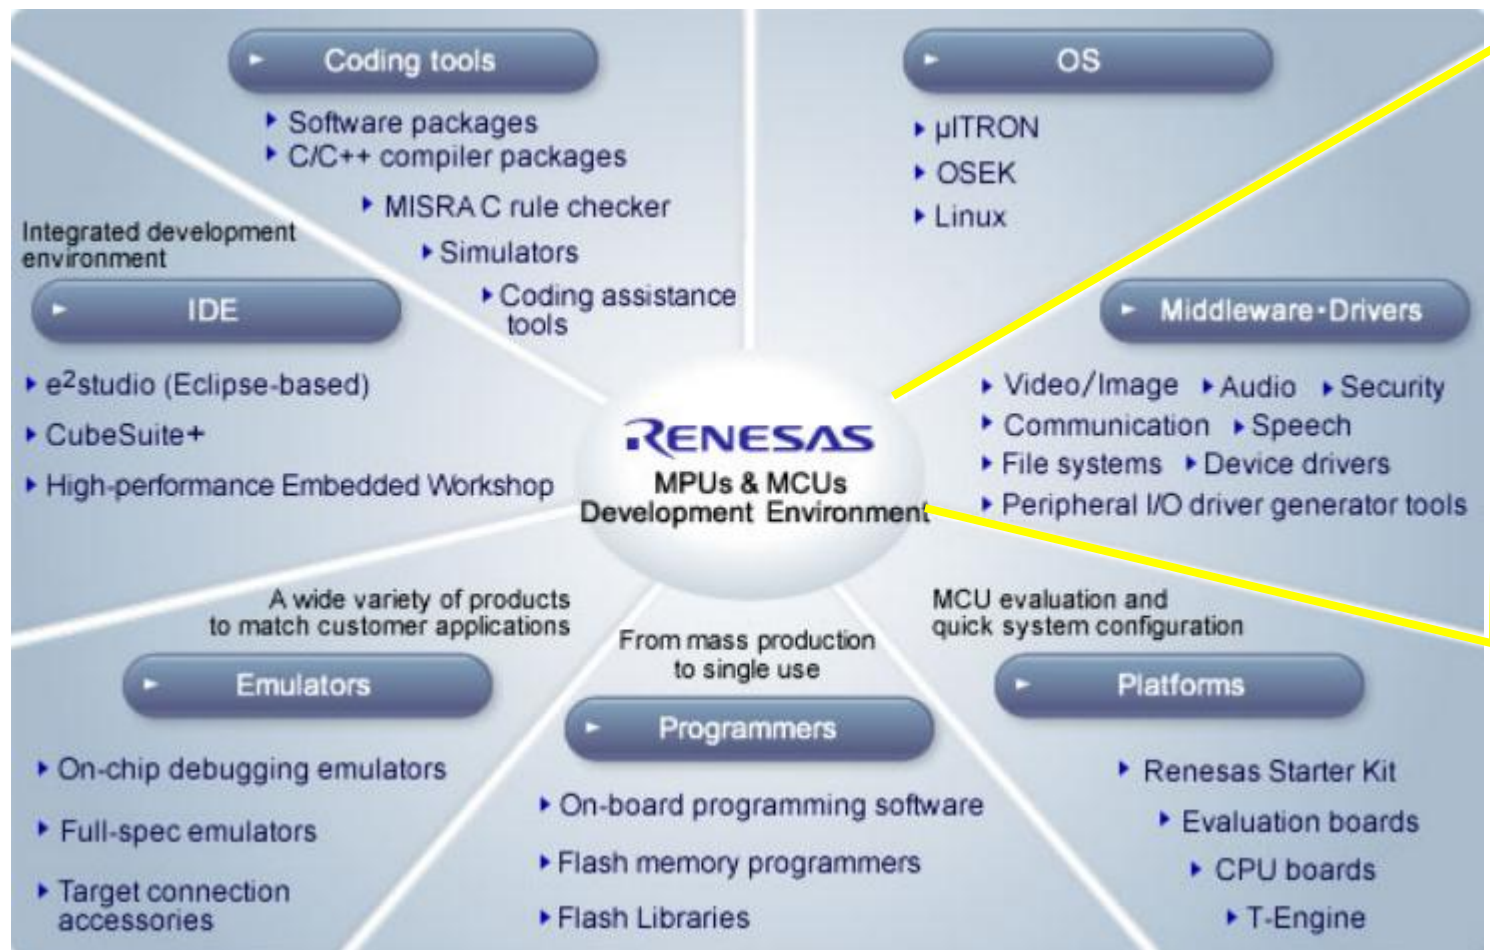 Coding tools
Software packages
C/C++ compiler packages
MISRA C rule checker
Simulators
Coding assistance
tools
OS
µITRON
OSEK
Linux
Integrated development
environment
IDE
e2studio (Eclipse-based)
CubeSuite+
High-performance Embedded Workshop
Middleware・Drivers
Video/Image Audio Security
Communication Speech
File systems Device drivers
Peripheral I/O driver generator tools
RENESAS
MPUs & MCUs
Development Environment
A wide variety of products
to match customer applications
Emulators
On-chip debugging emulators
Full-spec emulators
Target connection
accessories
From mass production
to single use
Programmers
On-board programming software
Flash memory programmers
Flash Libraries
MCU evaluation and
quick system configuration
Platforms
Renesas Starter Kit
Evaluation boards
CPU boards
T-Engine